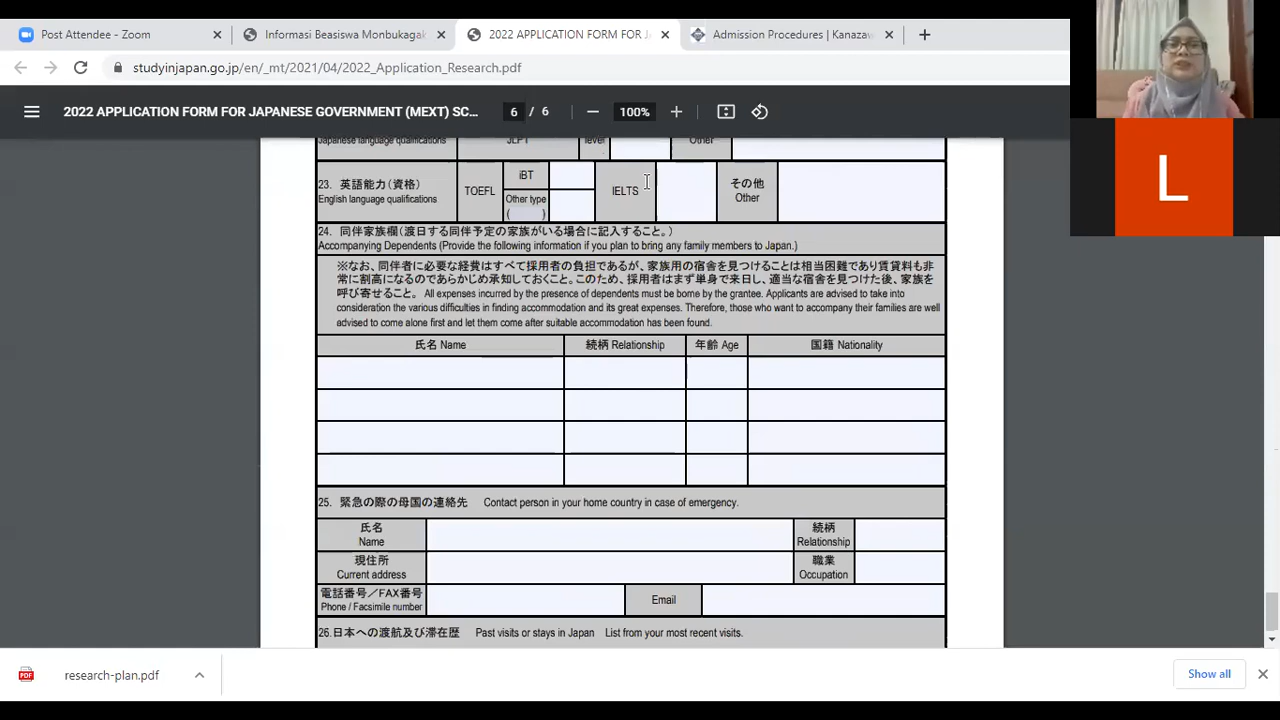 Post Attendee - Zoom
Informasi Beasiswa Monbukagak
2022 APPLICATION FORM FOR JA
Admission Procedures | Kanazaw
studyinjapan.go.jp/en/_mt/2021/04/2022_Application_Research.pdf
2022 APPLICATION FORM FOR JAPANESE GOVERNMENT (MEXT) SC...
6 / 6
100%
Japanese language qualifications
JLPT
level
Other
23. 英語能力（資格）
English language qualifications
TOEFL
iBT
Other type
( )
IELTS
その他
Other
24. 同伴家族欄（渡日する同伴予定の家族がいる場合に記入すること。）
Accompanying Dependents (Provide the following information if you plan to bring any family members to Japan.)
※なお、同伴者に必要な経費はすべて採用者の負担であるが、家族用の宿舎を見つけることは相当困難であり賃貸料も非
常に割高になるのであらかじめ承知しておくこと。このため、採用者はまず単身で来日し、適当な宿舎を見つけた後、家族を
呼び寄せること。 All expenses incurred by the presence of dependents must be borne by the grantee. Applicants are advised to take into
consideration the various difficulties in finding accommodation and its great expenses. Therefore, those who want to accompany their families are well
advised to come alone first and let them come after suitable accommodation has been found.
氏名 Name
続柄 Relationship
年齢 Age
国籍 Nationality
25. 緊急の際の母国の連絡先 Contact person in your home country in case of emergency.
氏名
Name
続柄
Relationship
現住所
Current address
職業
Occupation
電話番号／FAX番号
Phone / Facsimile number
Email
26.日本への渡航及び滞在歴 Past visits or stays in Japan List from your most recent visits.
research-plan.pdf
Show all
L